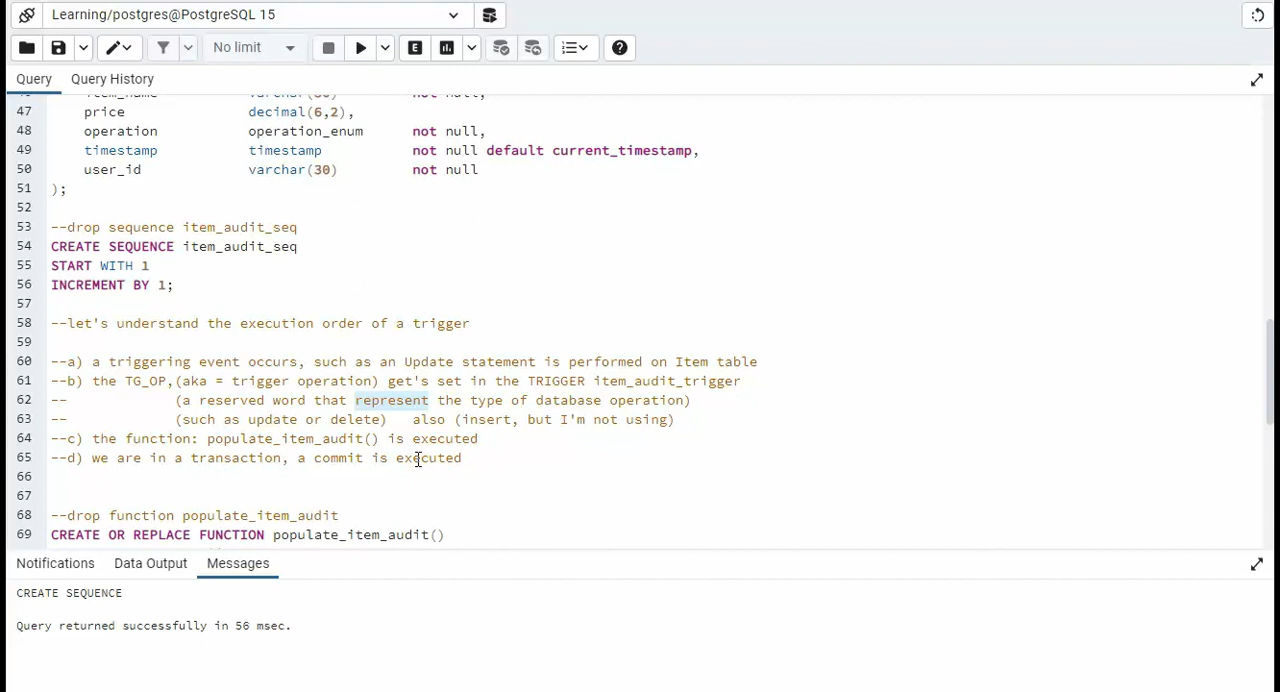 Learning/postgres@PostgreSQL 15
No limit
E
Query Query History
47 price decimal(6,2),
48 operation operation_enum not null,
49 timestamp timestamp not null default current_timestamp,
50 user_id varchar(30) not null
51 );
52
53 --drop sequence item_audit_seq
54 CREATE SEQUENCE item_audit_seq
55 START WITH 1
56 INCREMENT BY 1;
57
58 --let's understand the execution order of a trigger
59
60 --a) a triggering event occurs, such as an Update statement is performed on Item table
61 --b) the TG_OP,(aka = trigger operation) get's set in the TRIGGER item_audit_trigger
62 -- (a reserved word that represent the type of database operation)
63 -- (such as update or delete) also (insert, but I'm not using)
64 --c) the function: populate_item_audit() is executed
65 --d) we are in a transaction, a commit is executed
66
67
68 --drop function populate_item_audit
69 CREATE OR REPLACE FUNCTION populate_item_audit()
Notifications Data Output Messages
CREATE SEQUENCE
Query returned successfully in 56 msec.